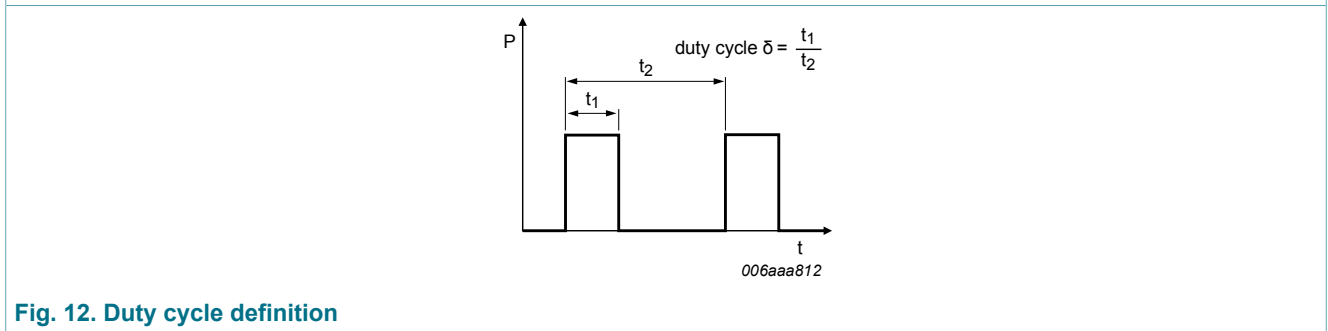 P
duty cycle δ = t1/t2
t2
t1
t
006aaa812
Fig. 12. Duty cycle definition